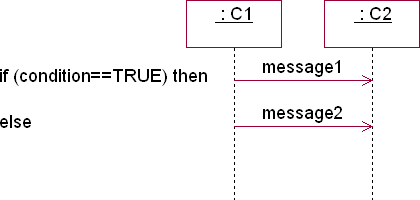 : C1
: C2
if (condition==TRUE) then
message1
else
message2